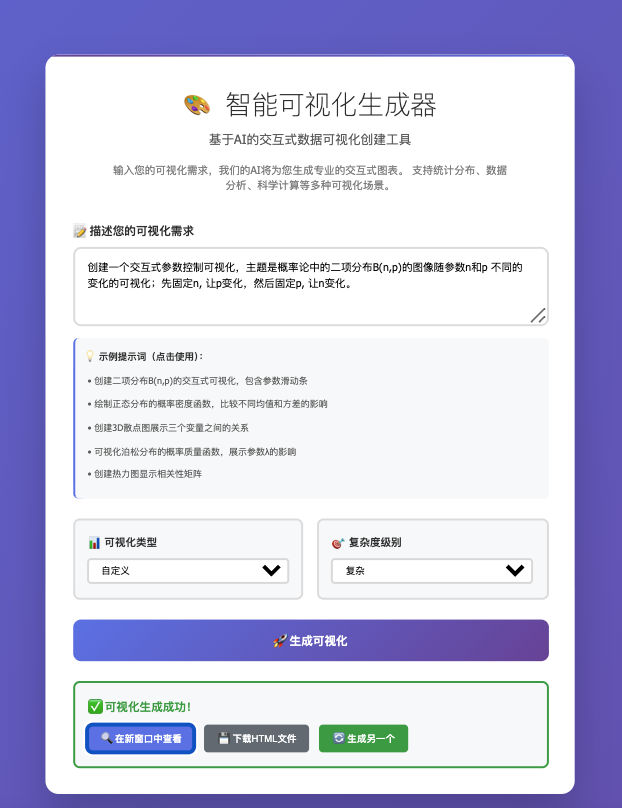 🎨 智能可视化生成器
基于AI的交互式数据可视化创建工具
输入您的可视化需求，我们的AI将为您生成专业的交互式图表。 支持统计分布、数据
分析、科学计算等多种可视化场景。
📝 描述您的可视化需求
创建一个交互式参数控制可视化，主题是概率论中的二项分布B(n,p)的图像随参数n和p 不同的
变化的可视化；先固定n, 让p变化，然后固定p, 让n变化。
💡 示例提示词（点击使用）：
• 创建二项分布B(n,p)的交互式可视化，包含参数滑动条
• 绘制正态分布的概率密度函数，比较不同均值和方差的影响
• 创建3D散点图展示三个变量之间的关系
• 可视化泊松分布的概率质量函数，展示参数λ的影响
• 创建热力图显示相关性矩阵
📊 可视化类型
自定义
🎯 复杂度级别
复杂
🚀 生成可视化
✅ 可视化生成成功！
🔍 在新窗口中查看
💾 下载HTML文件
🔄 生成另一个